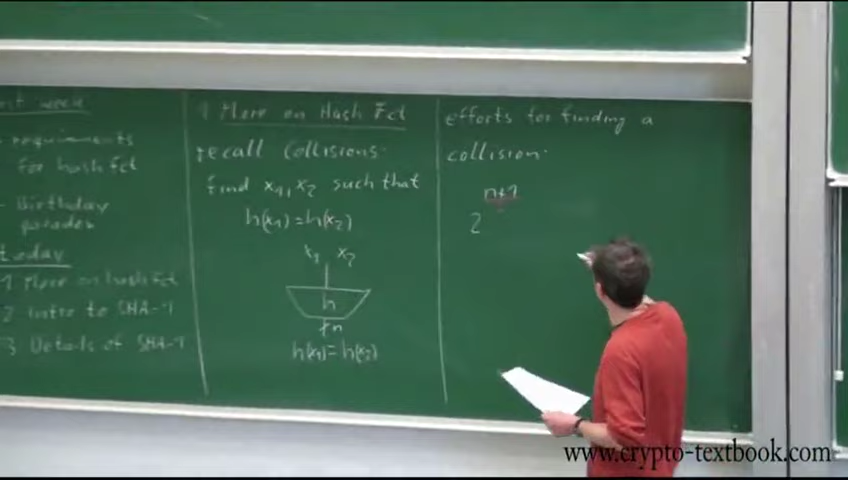 week
requirements
for hash fct
- Birthday
paradox
today
1 More on hash fct
2 Intro to SHA-1
3 Details of SHA-1
1 More on Hash Fct
recall Collisions.
find x1, x2 such that
h(x1)=h(x2)
x1 x2
h
n
h(x1)=h(x2)
efforts for finding a
collision.
n+1
2
www.crypto-textbook.com